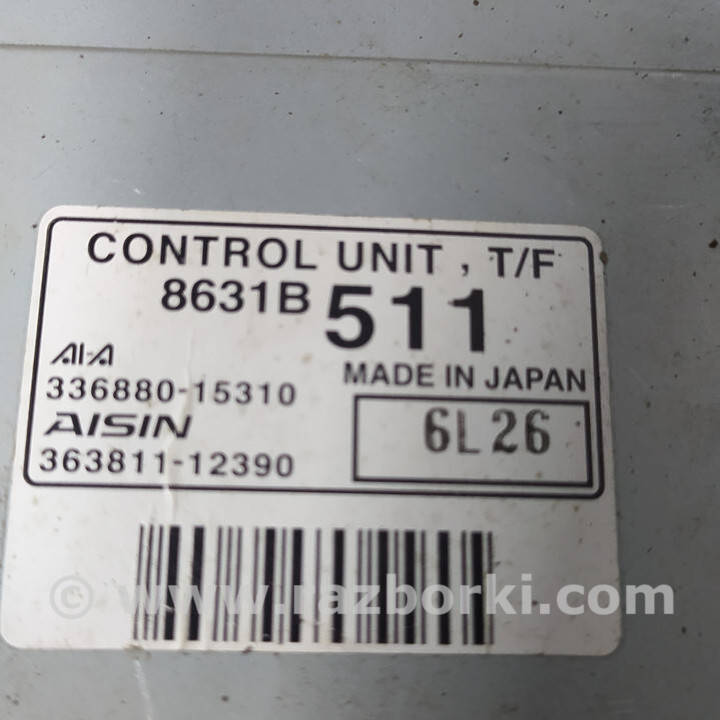 CONTROL UNIT , T/F
8631B 511
AI-A
336880-15310
MADE IN JAPAN
AISIN
363811-12390
6L26
© www.razborki.com